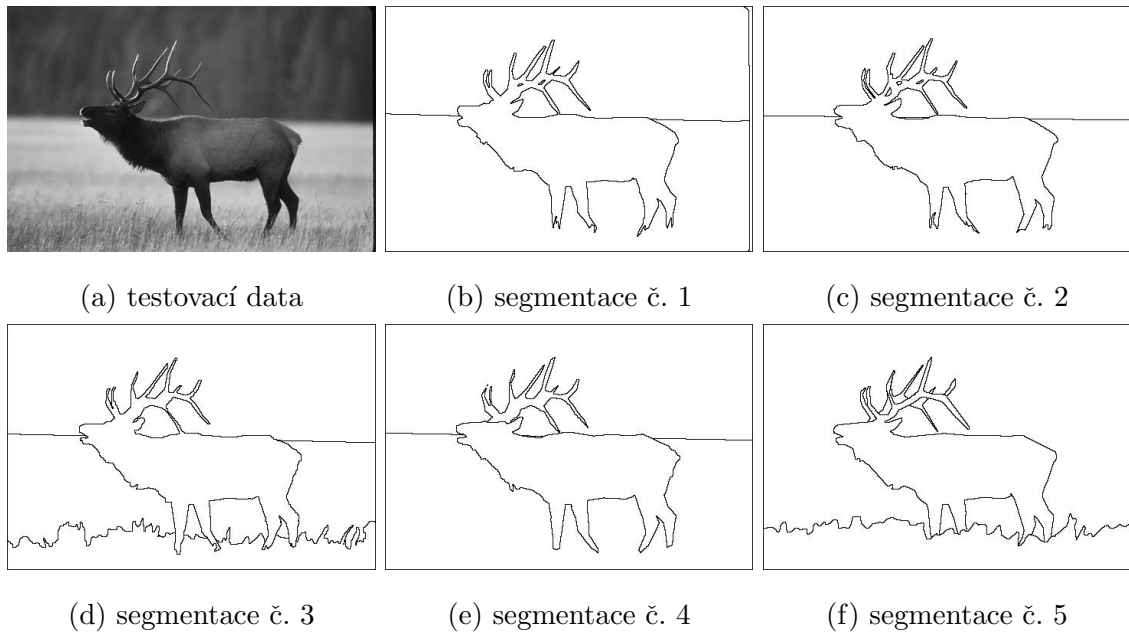 (a) testovací data
(b) segmentace č. 1
(c) segmentace č. 2
(d) segmentace č. 3
(e) segmentace č. 4
(f) segmentace č. 5